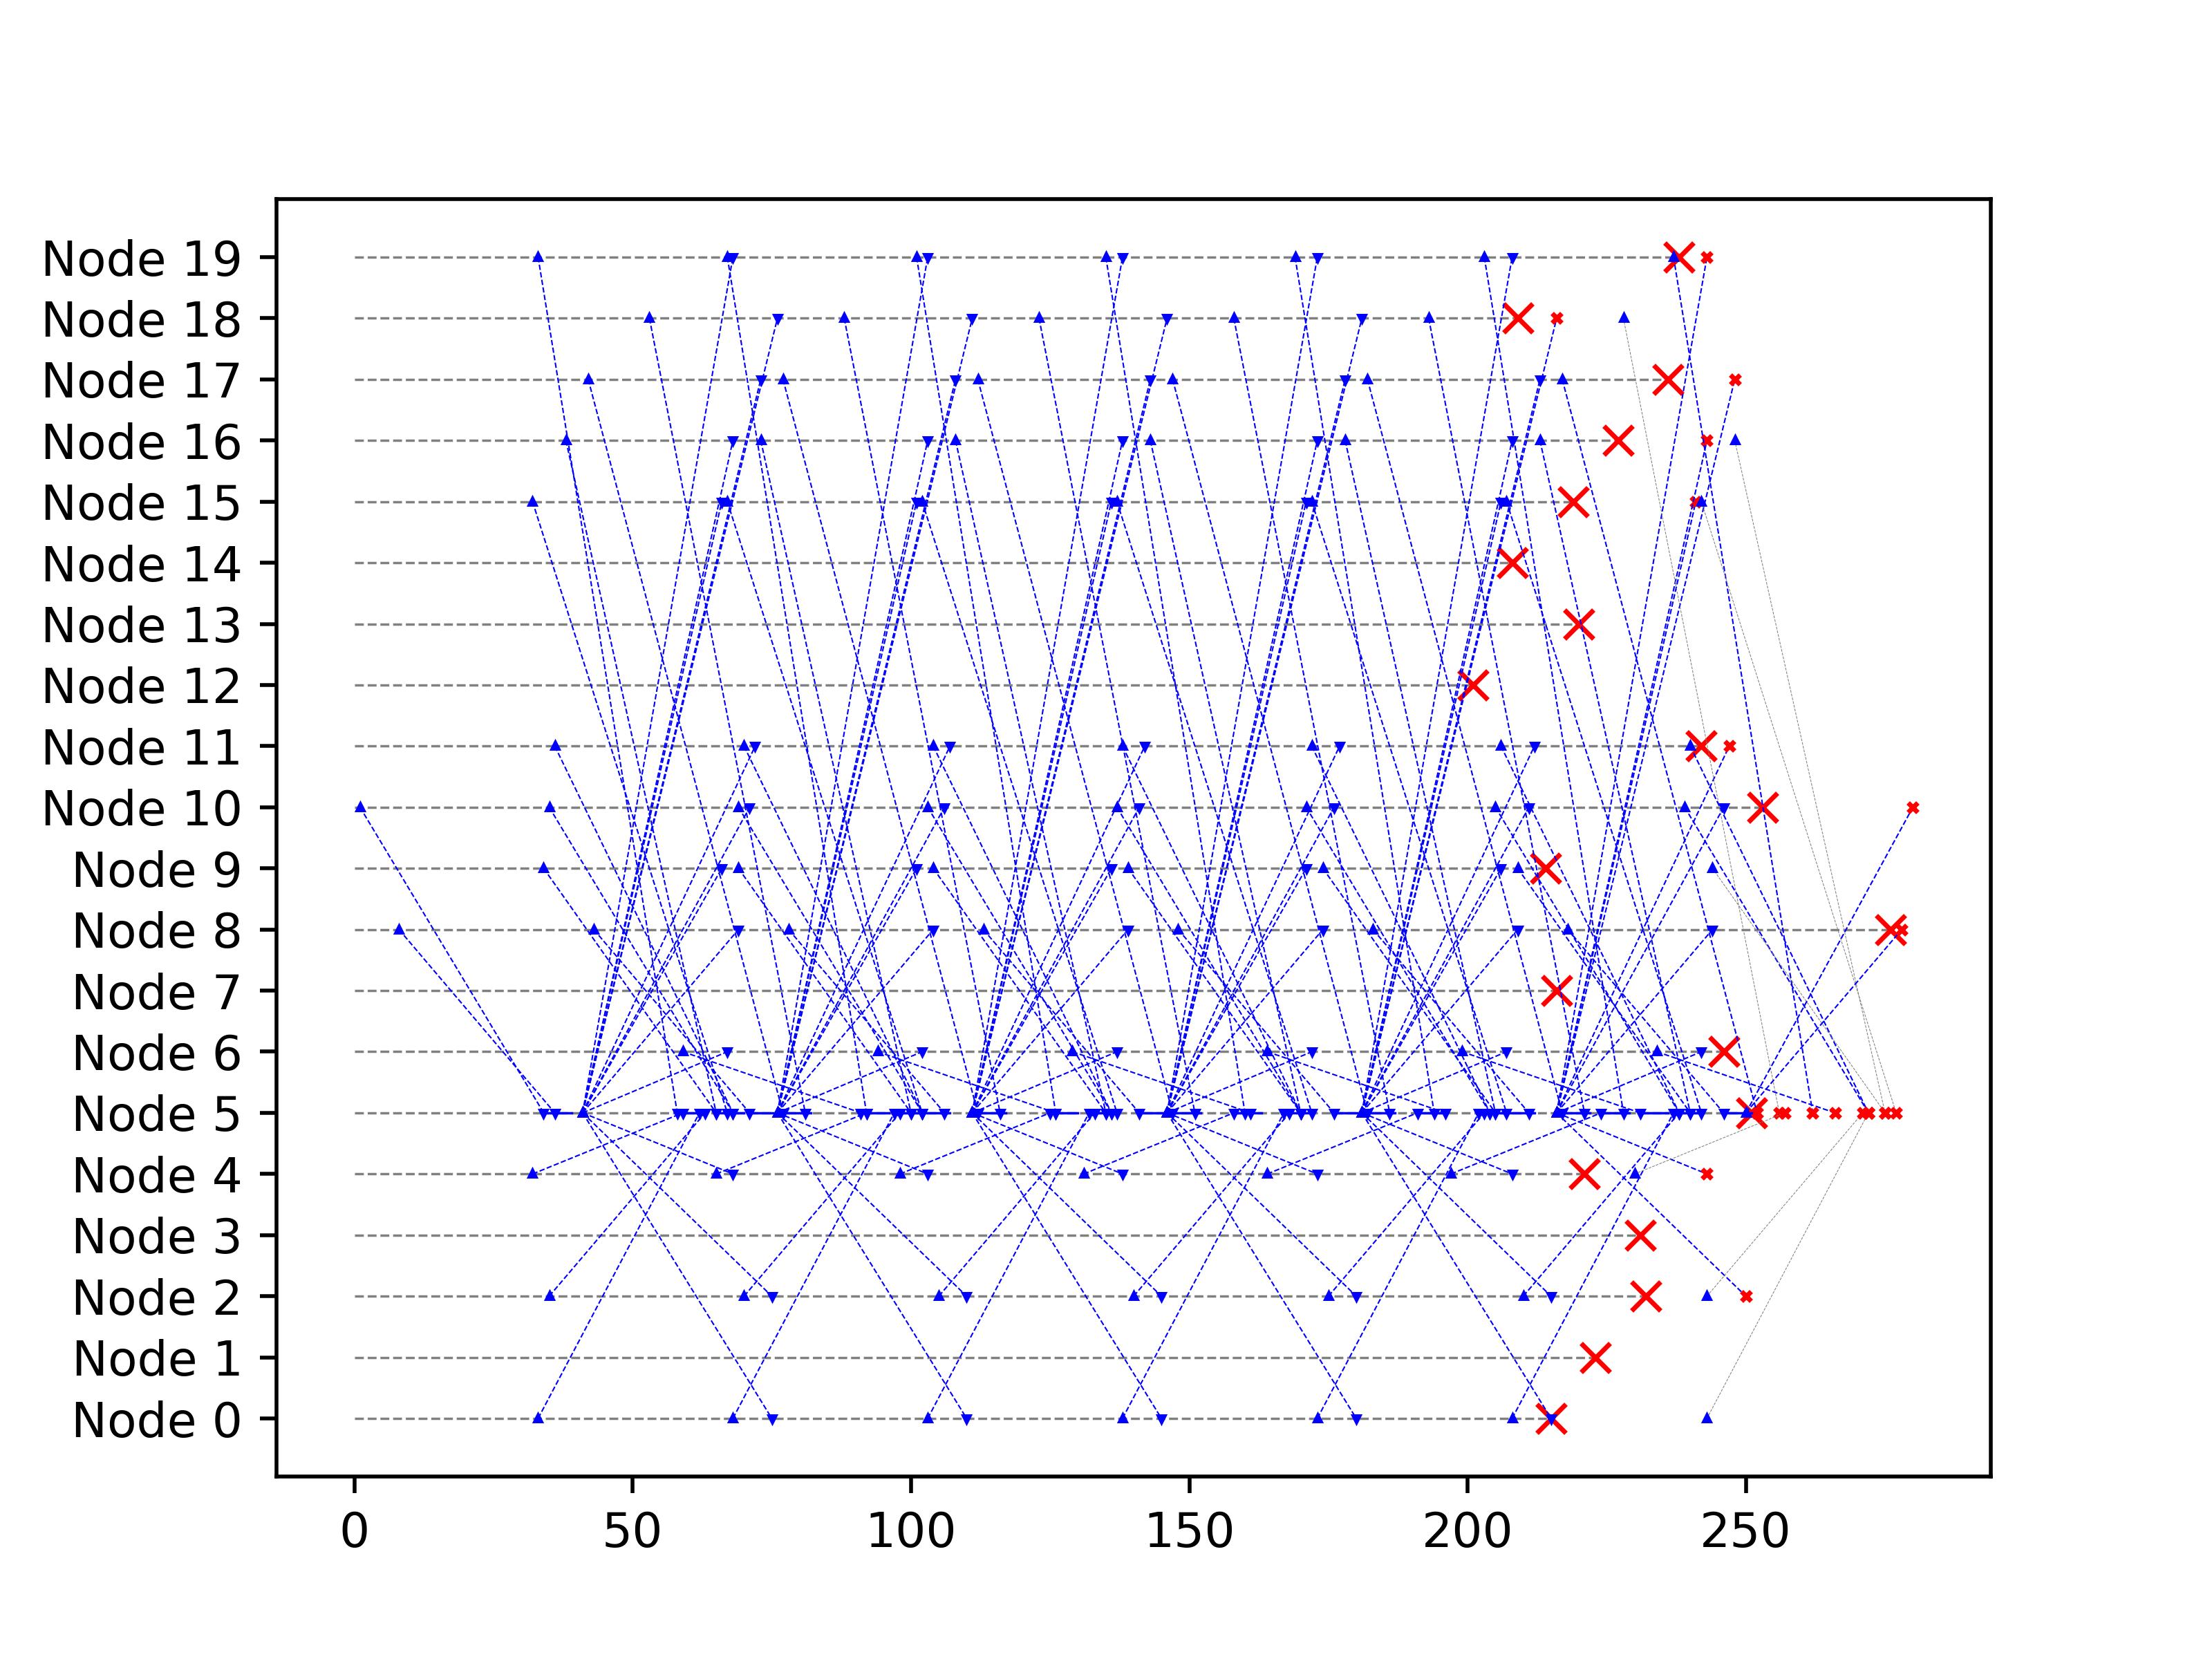 Node 19
Node 18
Node 17
Node 16
Node 15
Node 14
Node 13
Node 12
Node 11
Node 10
Node 9
Node 8
Node 7
Node 6
Node 5
Node 4
Node 3
Node 2
Node 1
Node 0
0 50 100 150 200 250